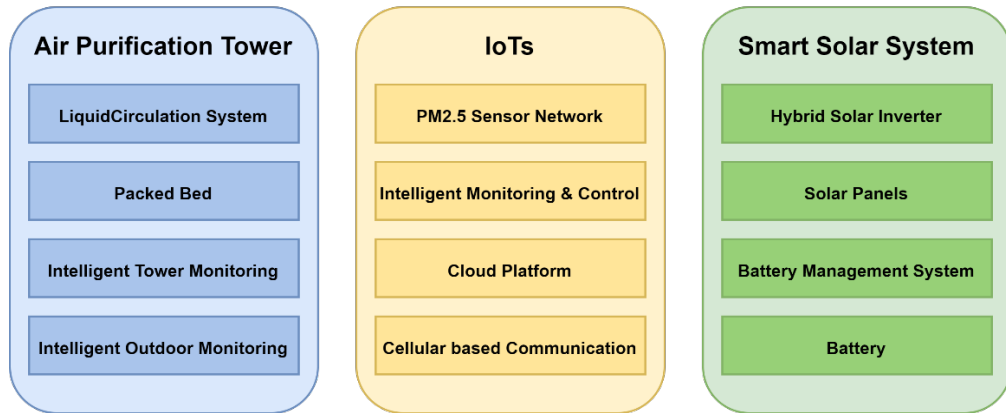 Air Purification Tower
LiquidCirculation System
Packed Bed
Intelligent Tower Monitoring
Intelligent Outdoor Monitoring
IoTs
PM2.5 Sensor Network
Intelligent Monitoring & Control
Cloud Platform
Cellular based Communication
Smart Solar System
Hybrid Solar Inverter
Solar Panels
Battery Management System
Battery